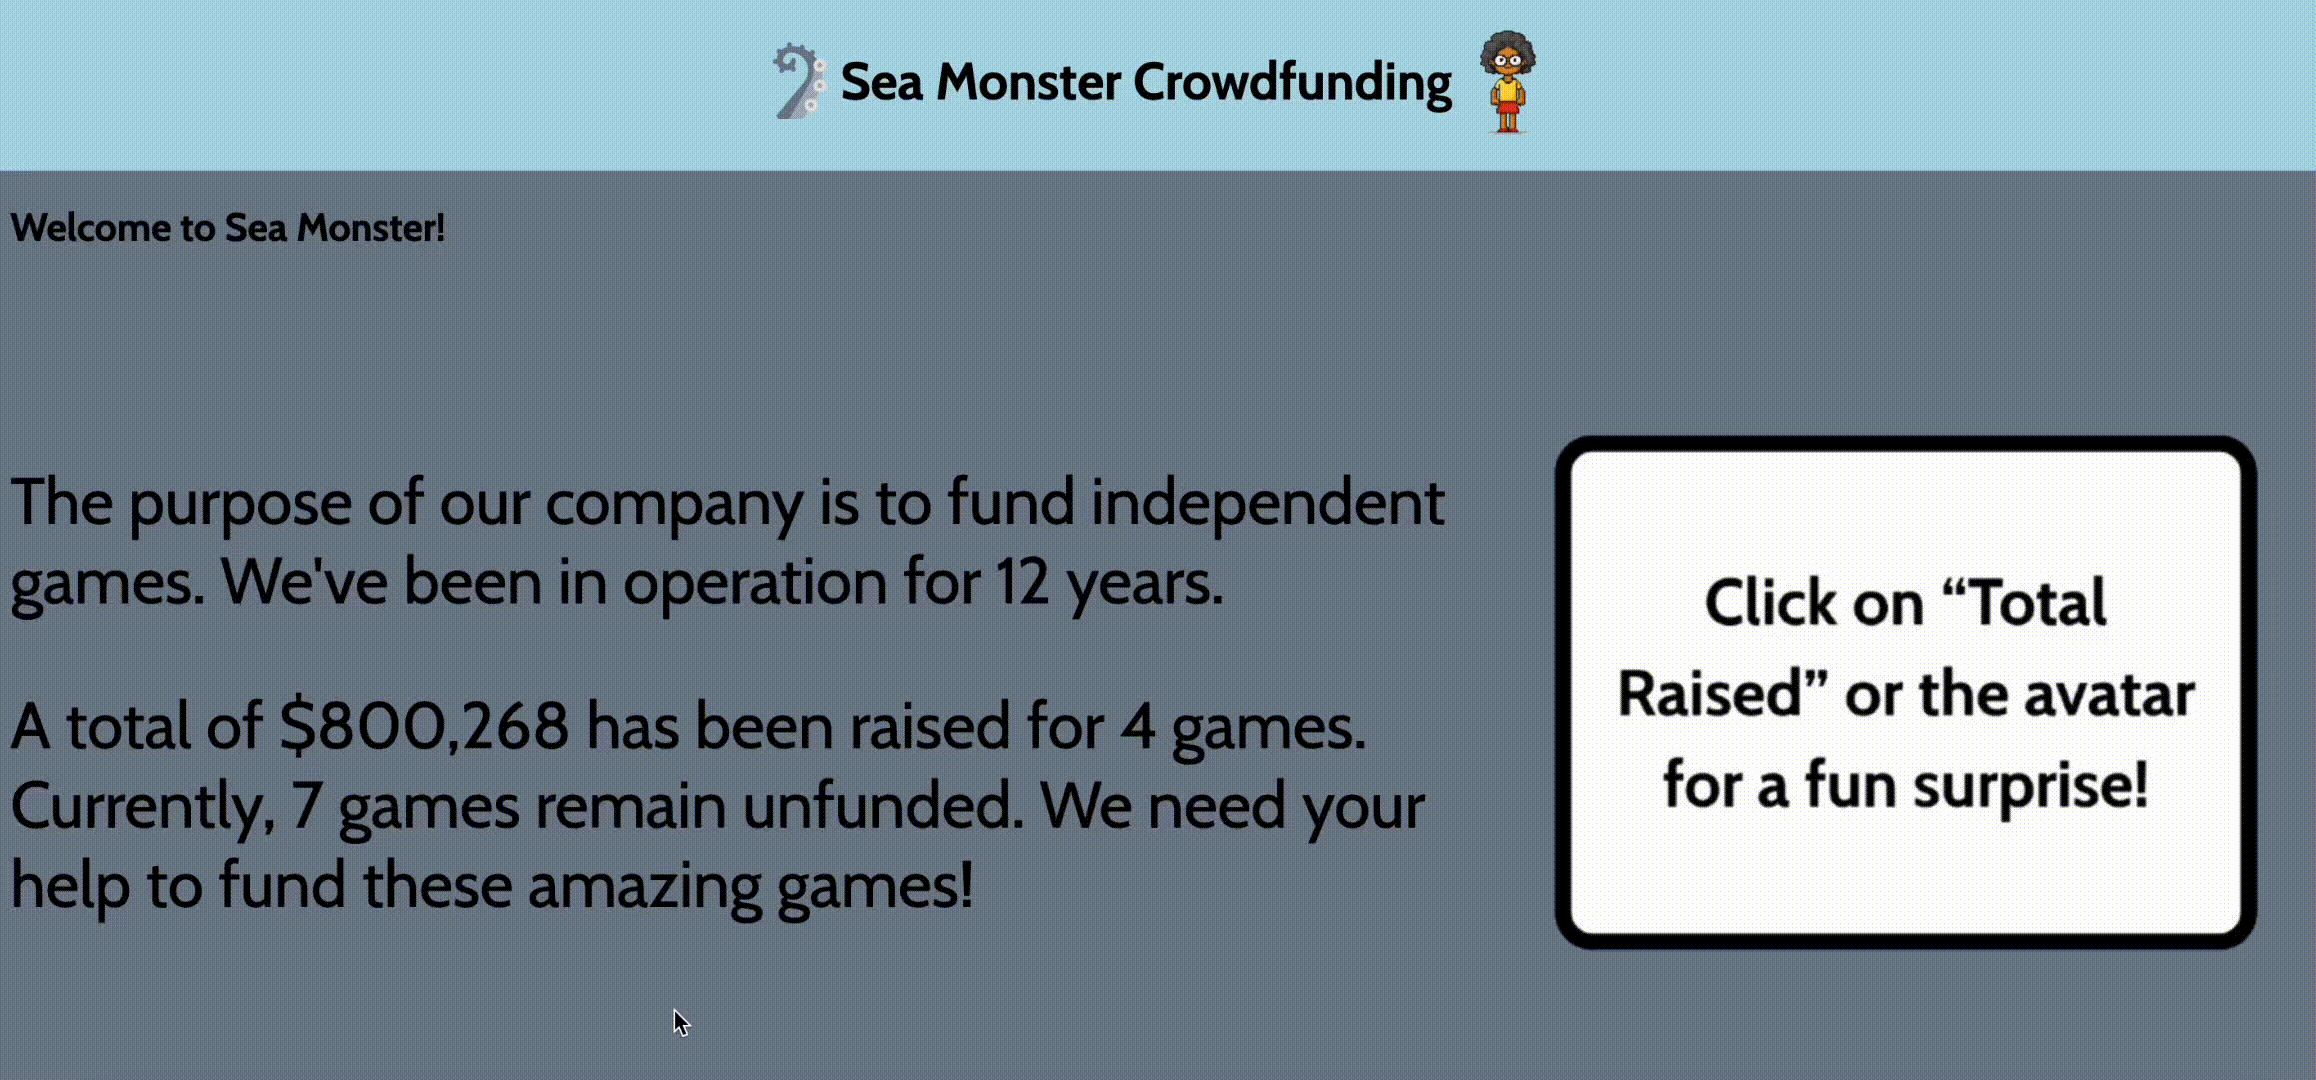 Sea Monster Crowdfunding
Welcome to Sea Monster!
The purpose of our company is to fund independent
games. We've been in operation for 12 years.
A total of $800,268 has been raised for 4 games.
Currently, 7 games remain unfunded. We need your
help to fund these amazing games!
Click on “Total
Raised” or the avatar
for a fun surprise!